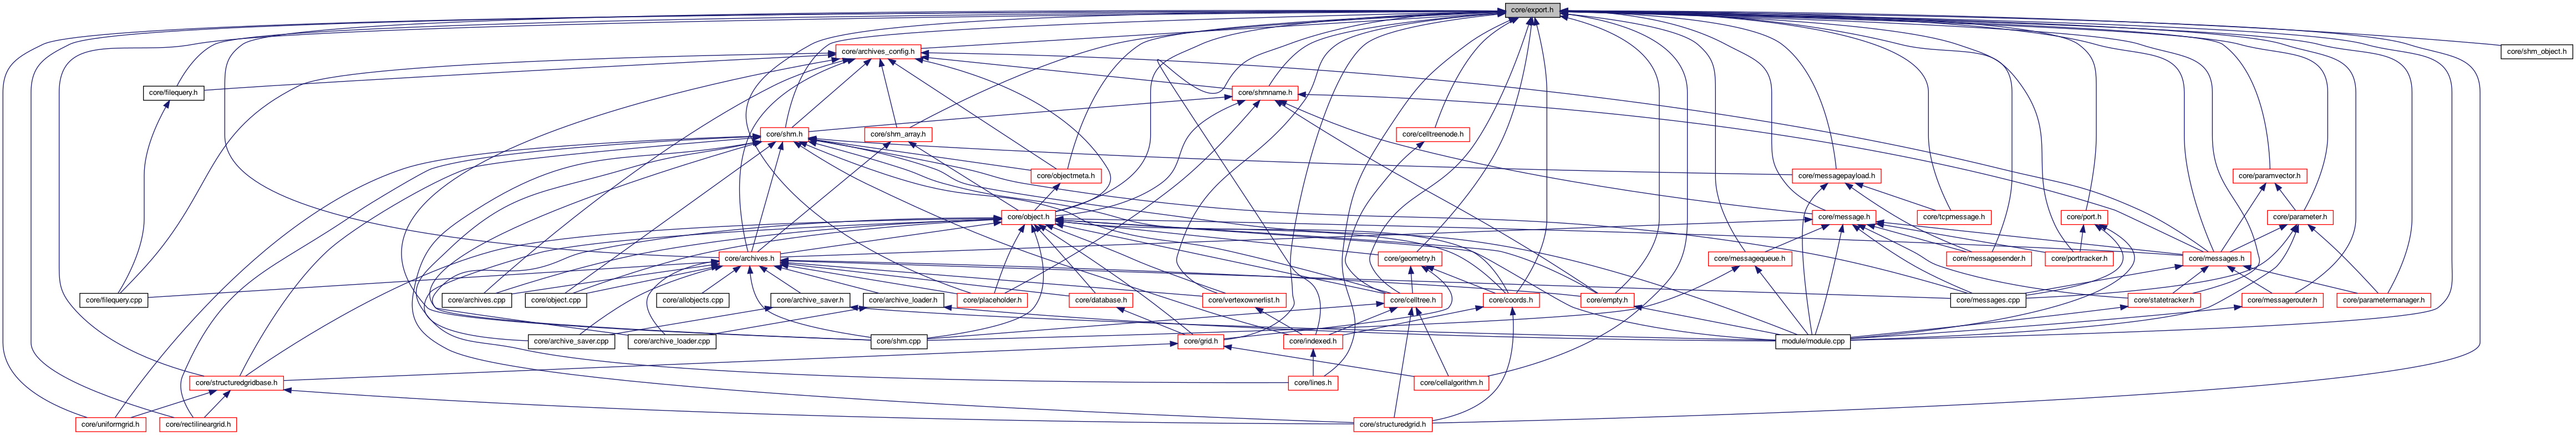 core/export.h
core/archives_config.h
core/shm_object.h
core/filequery.h
core/shmname.h
core/shm.h
core/shm_array.h
core/celltreenode.h
core/objectmeta.h
core/messagepayload.h
core/paramvector.h
core/object.h
core/message.h
core/tcpmessage.h
core/port.h
core/parameter.h
core/archives.h
core/geometry.h
core/messagequeue.h
core/messagesender.h
core/porttracker.h
core/messages.h
core/filequery.cpp
core/archives.cpp
core/object.cpp
core/allobjects.cpp
core/archive_saver.h
core/archive_loader.h
core/placeholder.h
core/database.h
core/vertexownerlist.h
core/celltree.h
core/coords.h
core/empty.h
core/messages.cpp
core/statetracker.h
core/messagerouter.h
core/parametermanager.h
core/archive_saver.cpp
core/archive_loader.cpp
core/shm.cpp
core/grid.h
core/indexed.h
module/module.cpp
core/structuredgridbase.h
core/lines.h
core/cellalgorithm.h
core/uniformgrid.h
core/rectilineargrid.h
core/structuredgrid.h